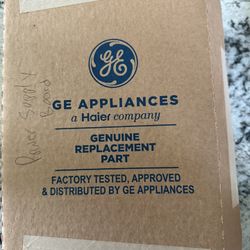 GE
GE APPLIANCES
a Haier company
GENUINE
REPLACEMENT
PART
FACTORY TESTED, APPROVED
& DISTRIBUTED BY GE APPLIANCES
Power Supply
Board